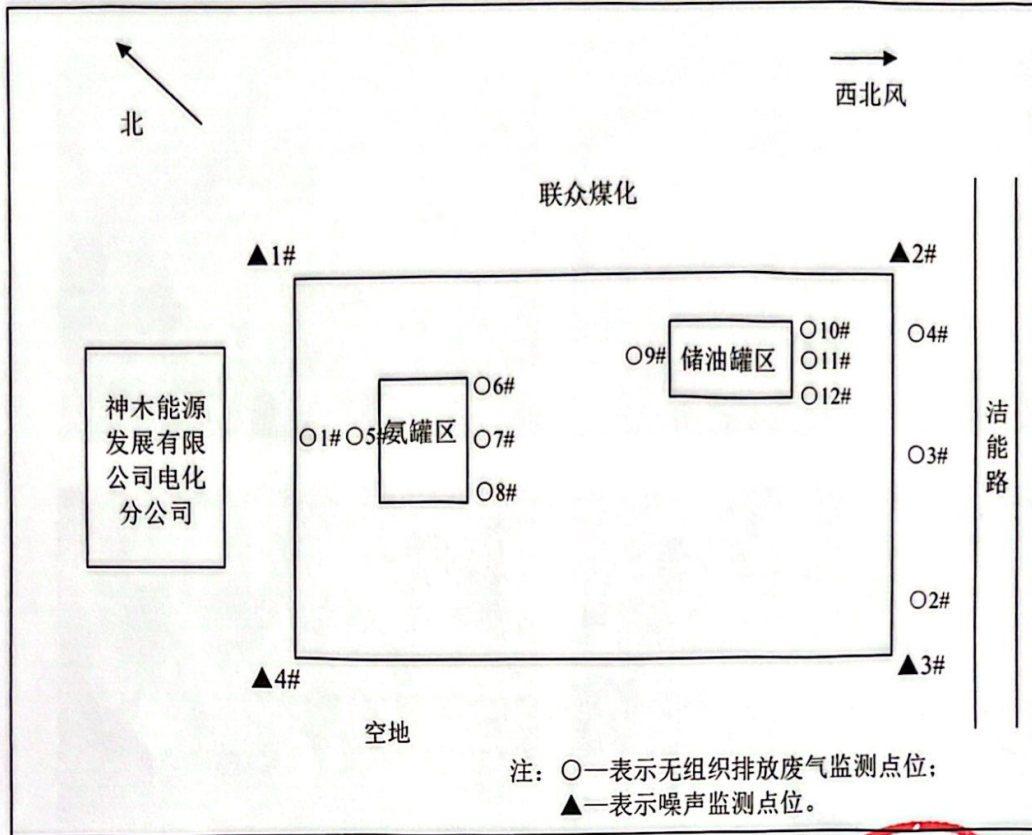 北
西北风
联众煤化
▲1#
▲2#
○10#
○4#
○9#
储油罐区
○11#
○12#
神木能源
发展有限
公司电化
分公司
○6#
○1#
○5#
氨罐区
○7#
○8#
○3#
洁能路
○2#
▲4#
▲3#
空地
注：○—表示无组织排放废气监测点位；
▲—表示噪声监测点位。